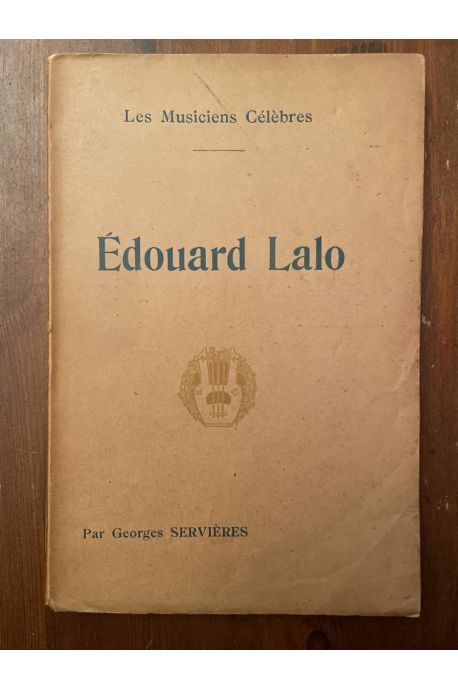 Les Musiciens Célèbres
Édouard Lalo
Par Georges SERVIÈRES